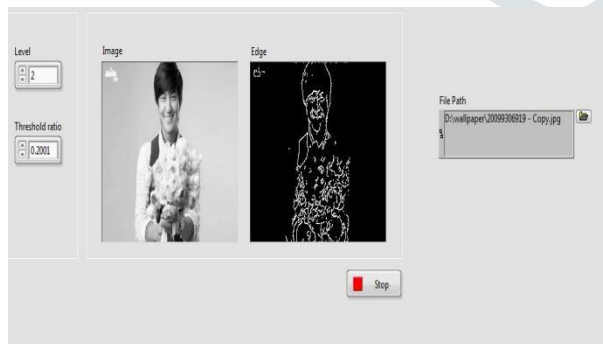 Level
2
Threshold ratio
0.2001
Image
Edge
File Path
D:\wallpaper\20099306919 - Copy.jpg
Stop